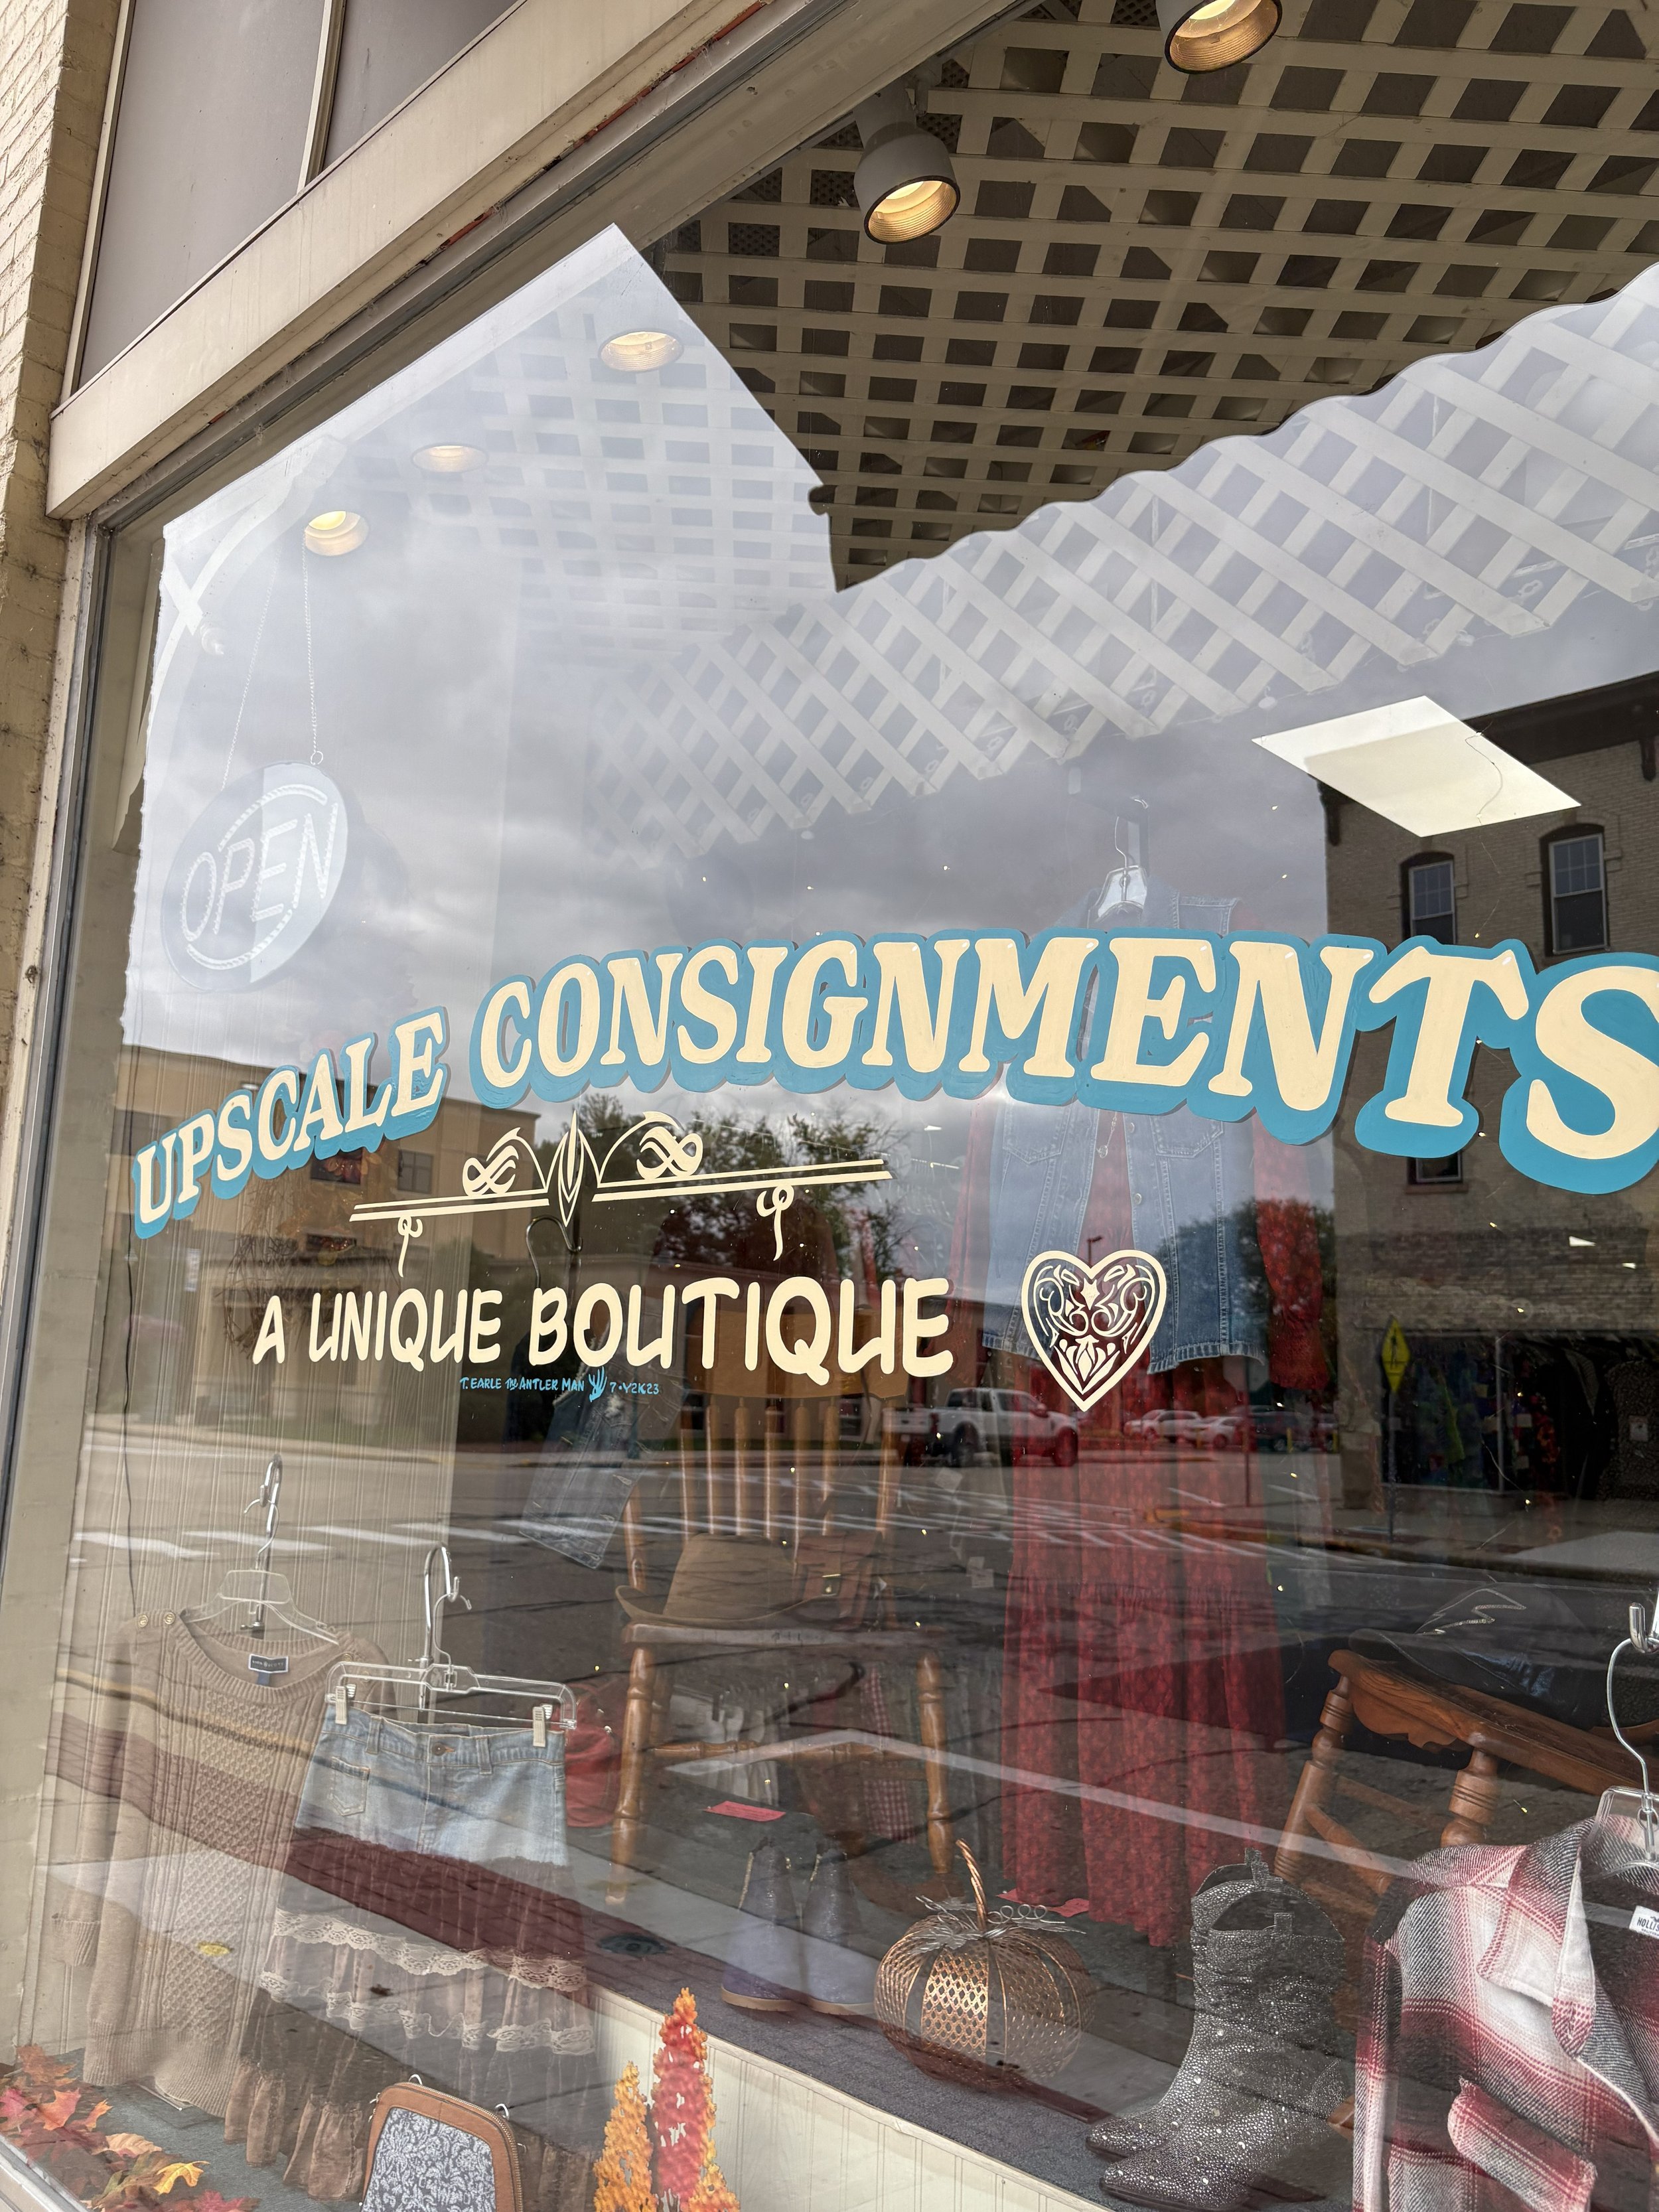 OPEN
UPSCALE CONSIGNMENTS
A UNIQUE BOUTIQUE
T. EARLE THE ANTLER MAN 7·Y2K23